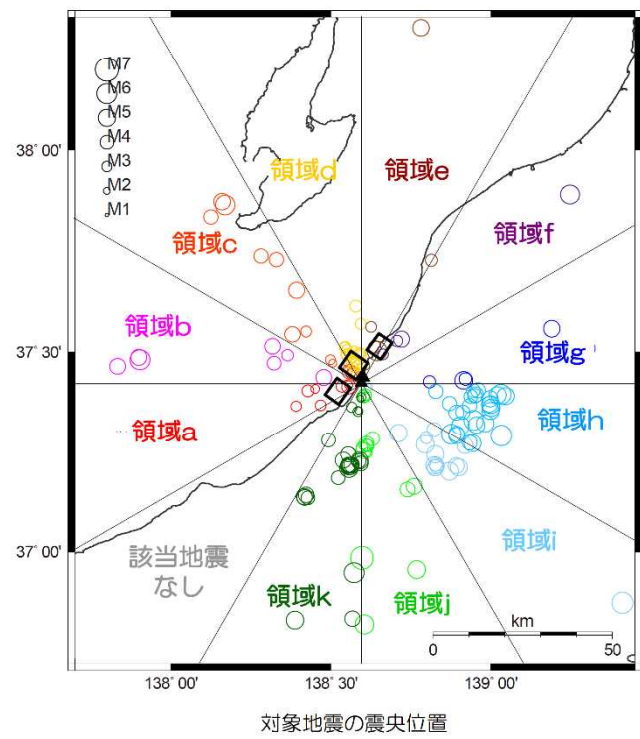 M7
M6
M5
M4
M3
M2
M1
38° 00'
37° 30'
37° 00'
領域d
領域e
領域c
領域f
領域b
領域g
領域a
領域h
該当地震
なし
領域i
領域k
領域j
km
0
50
138° 00'
138° 30'
139° 00'
対象地震の震央位置